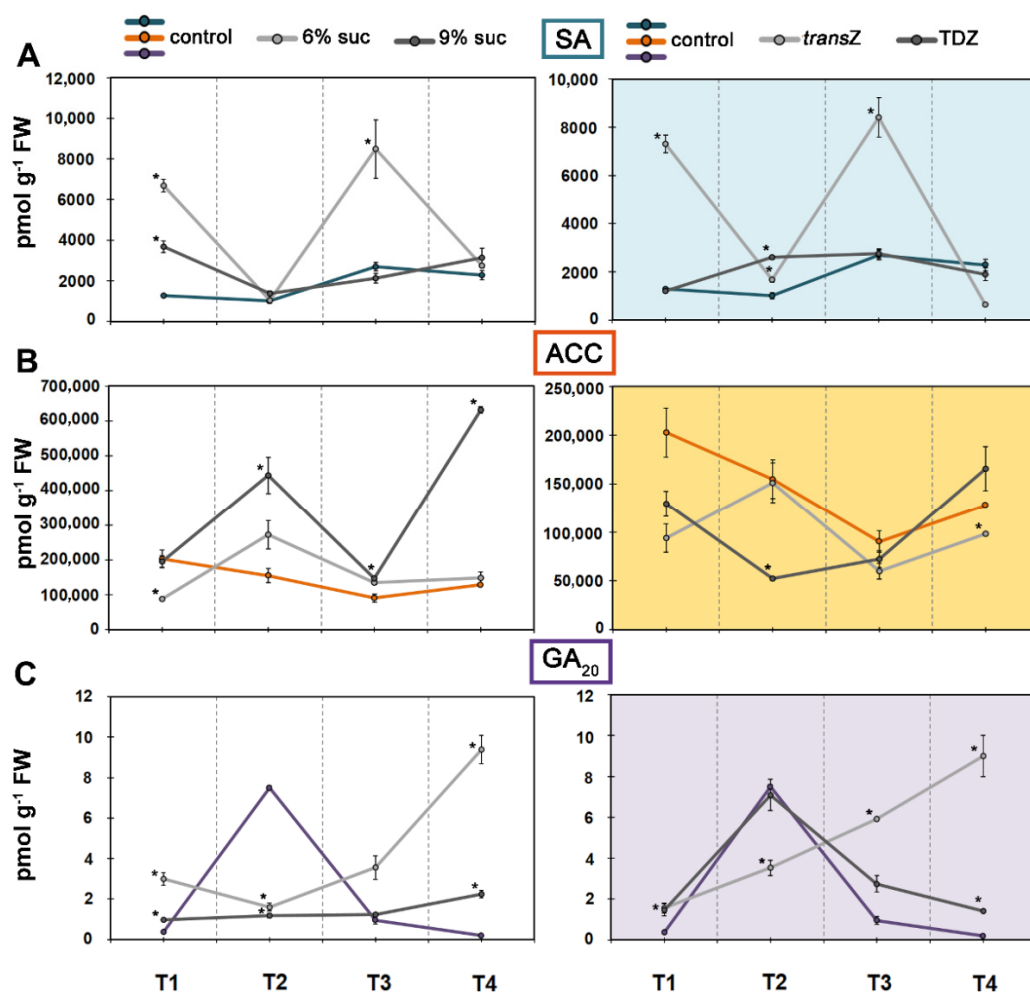 control 6% suc 9% suc SA control transZ TDZ
A
12,000
10,000
8000
6000
4000
2000
0
pmol g⁻¹ FW
* * *
10,000
8000
6000
4000
2000
0
* * * *
B
ACC
700,000
600,000
500,000
400,000
300,000
200,000
100,000
0
pmol g⁻¹ FW
* * * *
250,000
200,000
150,000
100,000
50,000
0
* *
C
GA₂₀
12
10
8
6
4
2
0
pmol g⁻¹ FW
* * * * * *
12
10
8
6
4
2
0
* * * * *
T1 T2 T3 T4 T1 T2 T3 T4